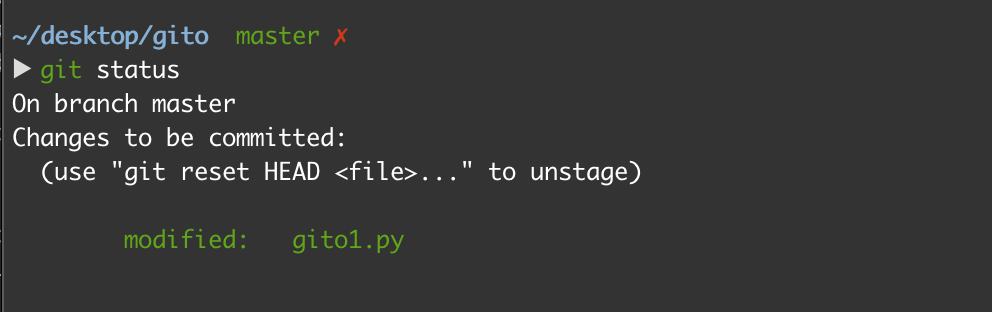 ~/desktop/gito master ✗
▶ git status
On branch master
Changes to be committed:
(use "git reset HEAD <file>..." to unstage)
modified: gito1.py